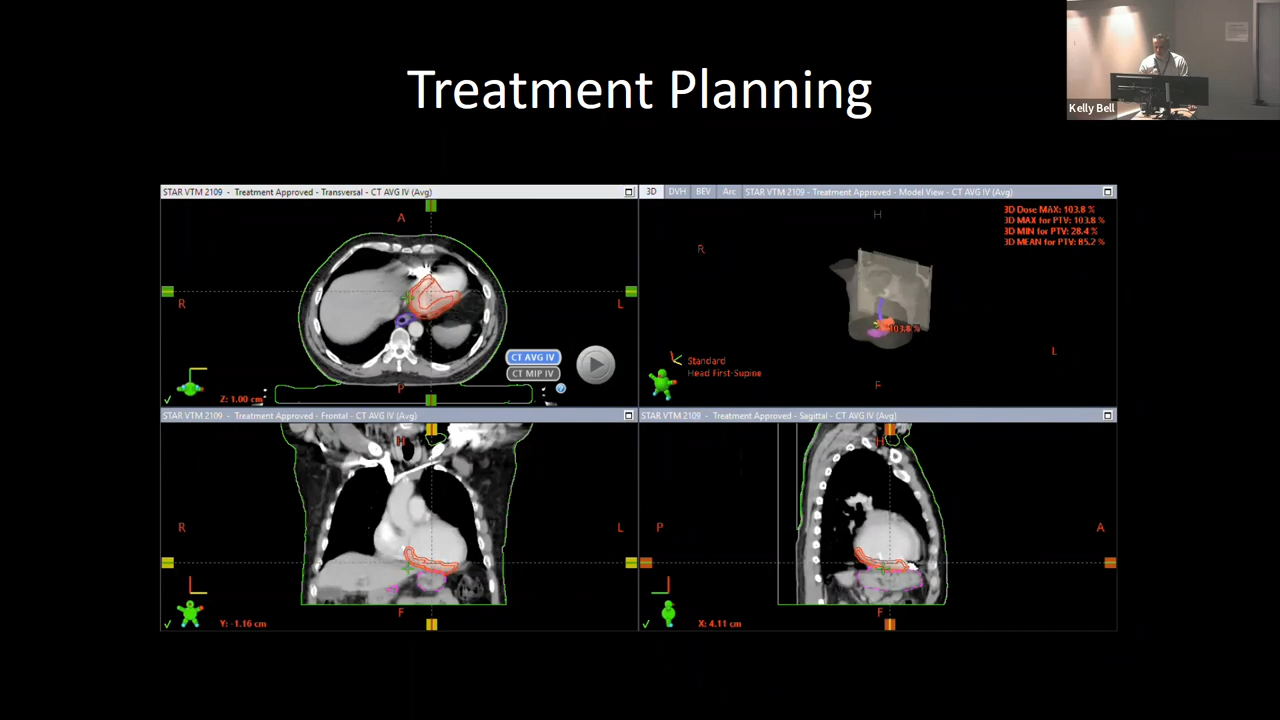 Treatment Planning
Kelly Bell
STAR VTM 2109 - Treatment Approved - Transversal - CT AVG IV (Avg)
A
R
L
CT AVG IV
CT MIP IV
P
Z: 1.00 cm
3D DVH BEV Arc STAR VTM 2109 - Treatment Approved - Model View - CT AVG IV (Avg)
3D Dose MAX: 103.8 %
3D MAX for PTV: 103.8 %
3D MIN for PTV: 28.4 %
3D MEAN for PTV: 85.2 %
H
R
103.8 %
L
Standard
Head First-Supine
F
STAR VTM 2109 - Treatment Approved - Frontal - CT AVG IV (Avg)
H
R
L
F
Y: -1.16 cm
STAR VTM 2109 - Treatment Approved - Sagittal - CT AVG IV (Avg)
H
P
A
F
X: 4.11 cm